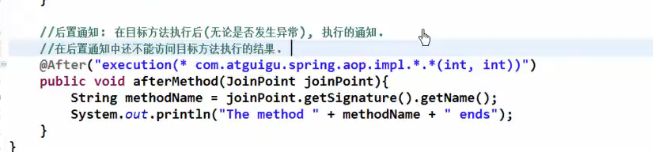 }
//后置通知: 在目标方法执行后(无论是否发生异常), 执行的通知.
//在后置通知中还不能访问目标方法执行的结果.
@After("execution(* com.atguigu.spring.aop.impl.*.*(int, int))")
public void afterMethod(JoinPoint joinPoint){
String methodName = joinPoint.getSignature().getName();
System.out.println("The method " + methodName + " ends");
}
}